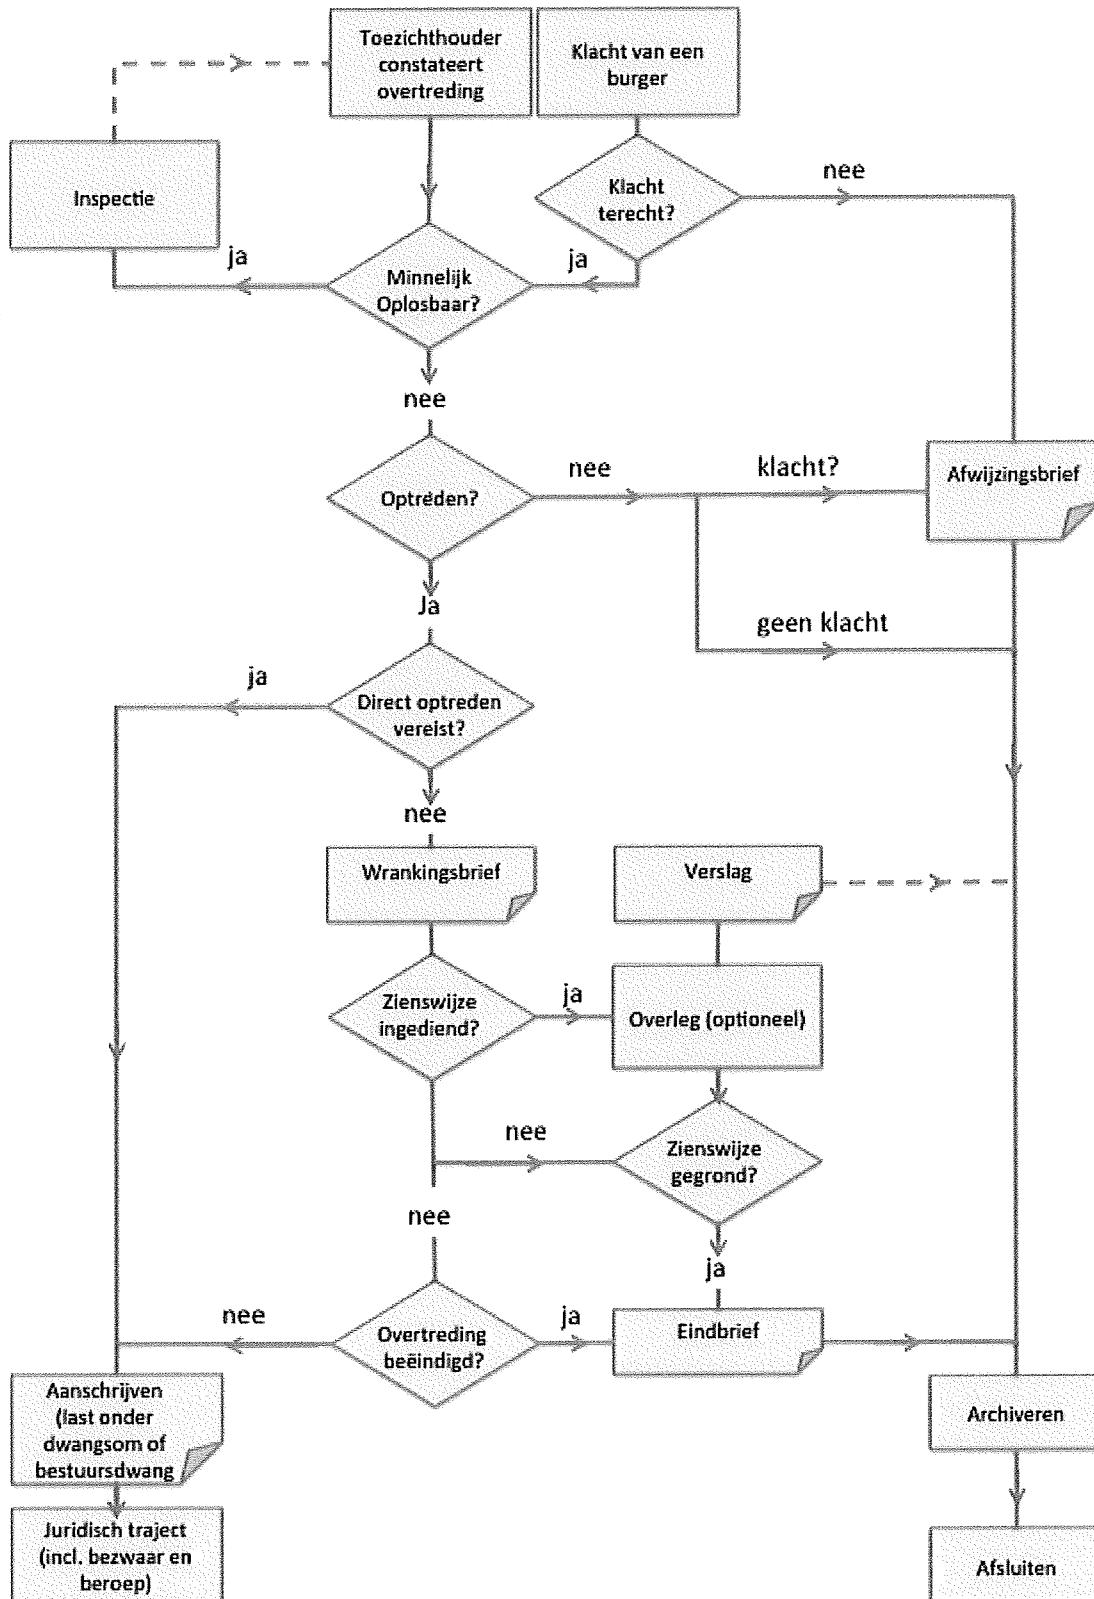 Toezichthouder
constateert
overtreding
Klacht van een
burger
Inspectie
Klacht
terecht?
nee
ja
Minnelijk
Oplosbaar?
ja
nee
Optreden?
nee
klacht?
Afwijzingsbrief
geen klacht
Ja
ja
Direct optreden
vereist?
nee
Wrankingsbrief
Verslag
Zienswijze
ingediend?
ja
Overleg (optioneel)
nee
Zienswijze
gegrond?
nee
ja
nee
Overtreding
beëindigd?
ja
Eindbrief
Aanschrijven
(last onder
dwangsom of
bestuursdwang
Archiveren
Juridisch traject
(incl. bezwaar en
beroep)
Afsluiten